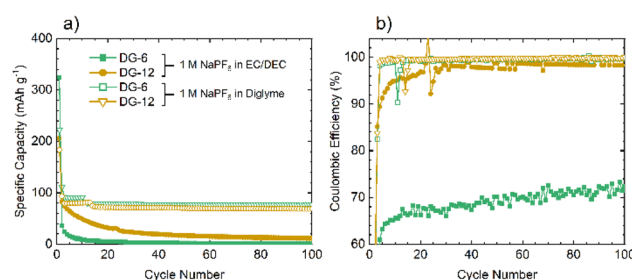 a)
400
300
200
100
0
Specific Capacity (mAh g⁻¹)
DG-6
DG-12
1 M NaPF₆ in EC/DEC
DG-6
DG-12
1 M NaPF₆ in Diglyme
0 20 40 60 80 100
Cycle Number
b)
100
90
80
70
60
Coulombic Efficiency (%)
0 20 40 60 80 100
Cycle Number